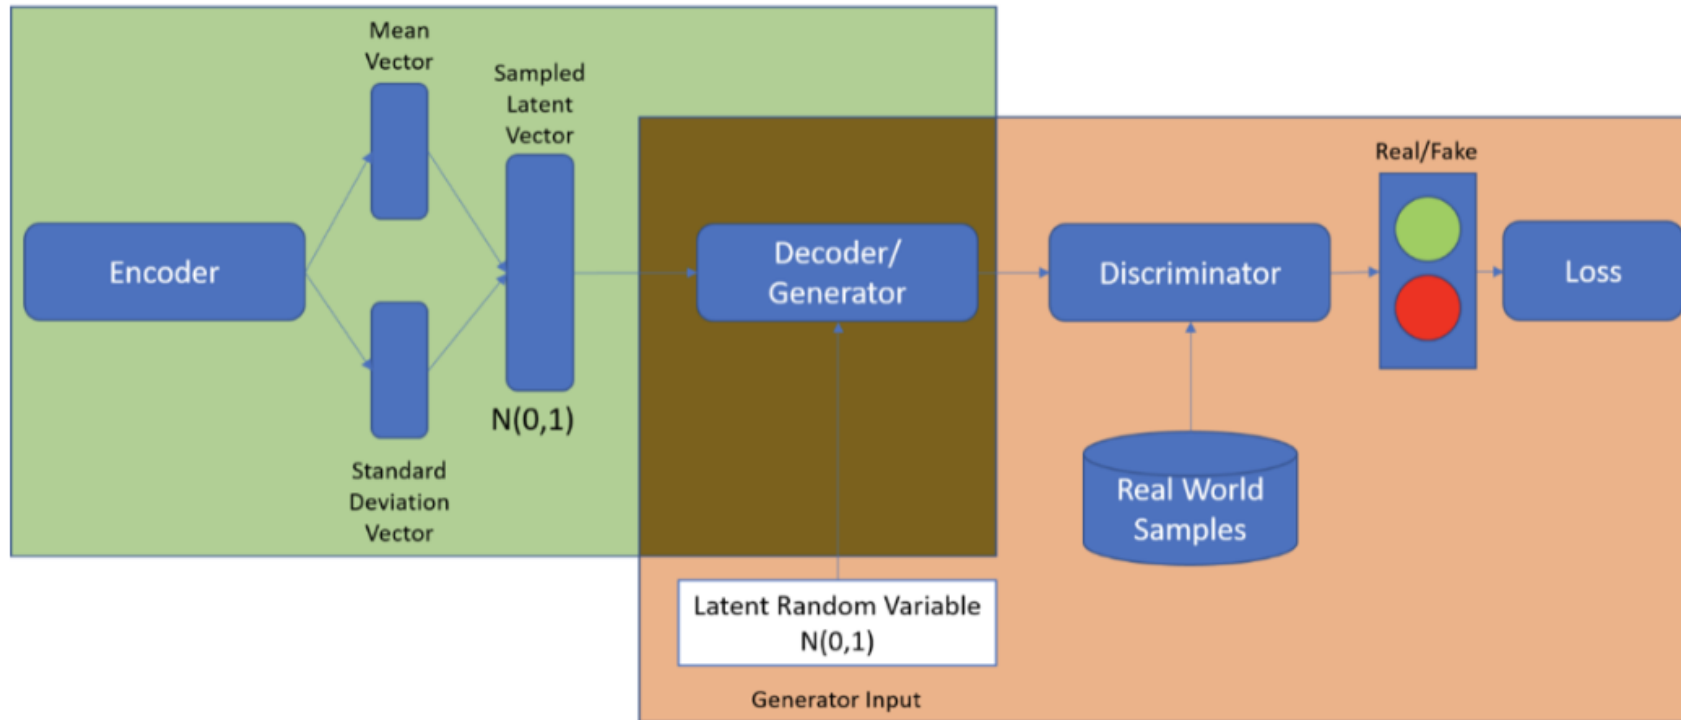 Mean
Vector
Sampled
Latent
Vector
Encoder
N(0,1)
Standard
Deviation
Vector
Decoder/
Generator
Discriminator
Real/Fake
Loss
Real World
Samples
Latent Random Variable
N(0,1)
Generator Input